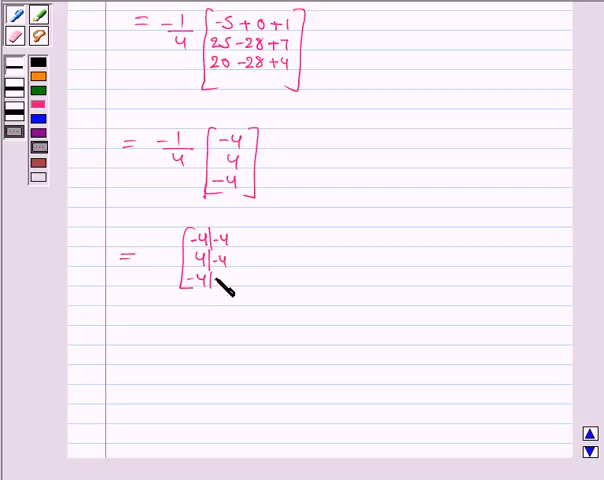 = -1/4 [-5 + 0 + 1
25 - 28 + 7
20 - 28 + 4]
= -1/4 [-4
4
-4]
= [-4|-4
4|-4
-4|